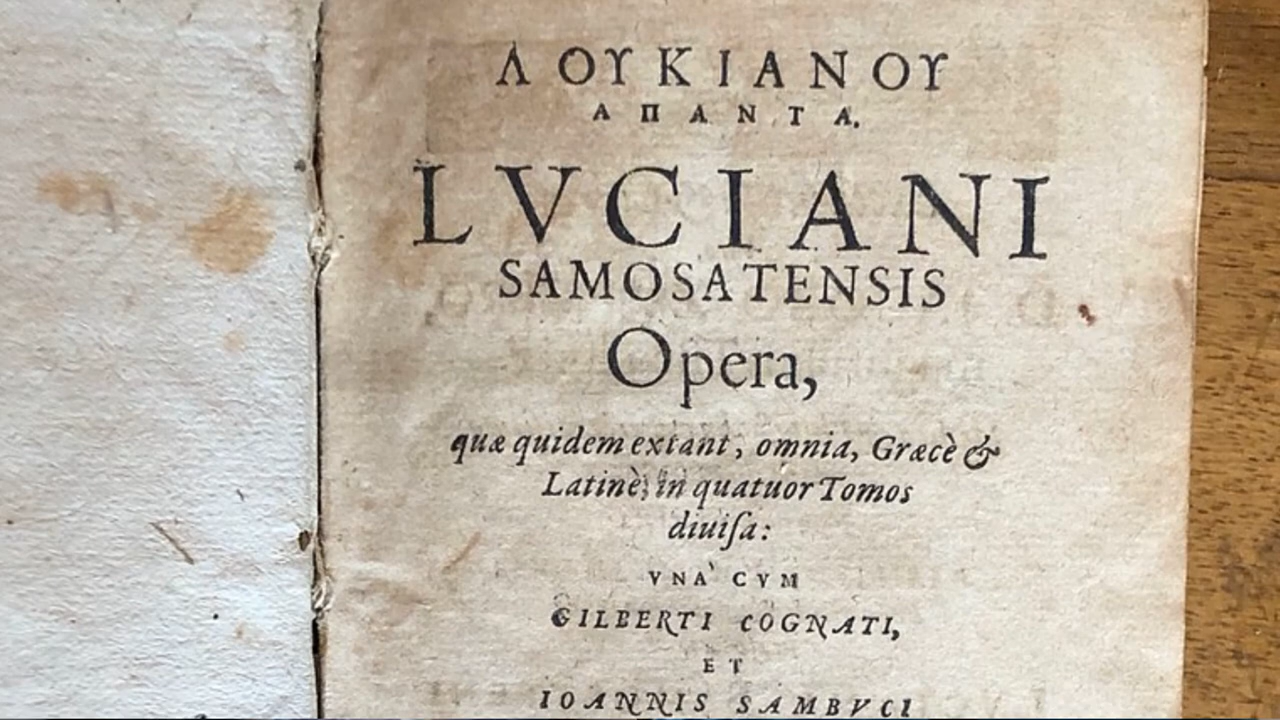 ΛΟΥΚΙΑΝΟΥ
ΑΠΑΝΤΑ.
LVCIANI
SAMOSATENSIS
Opera,
quæ quidem extant, omnia, Græcè &
Latinè, in quatuor Tomos
diuiſa:
VNA` CVM
GILBERTI COGNATI,
ET
IOANNIS SAMBVCI